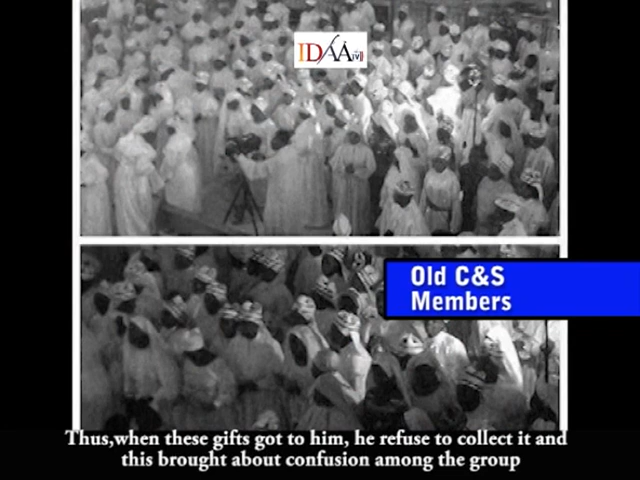 IDAA tv
Old C&S
Members
Thus,when these gifts got to him, he refuse to collect it and
this brought about confusion among the group